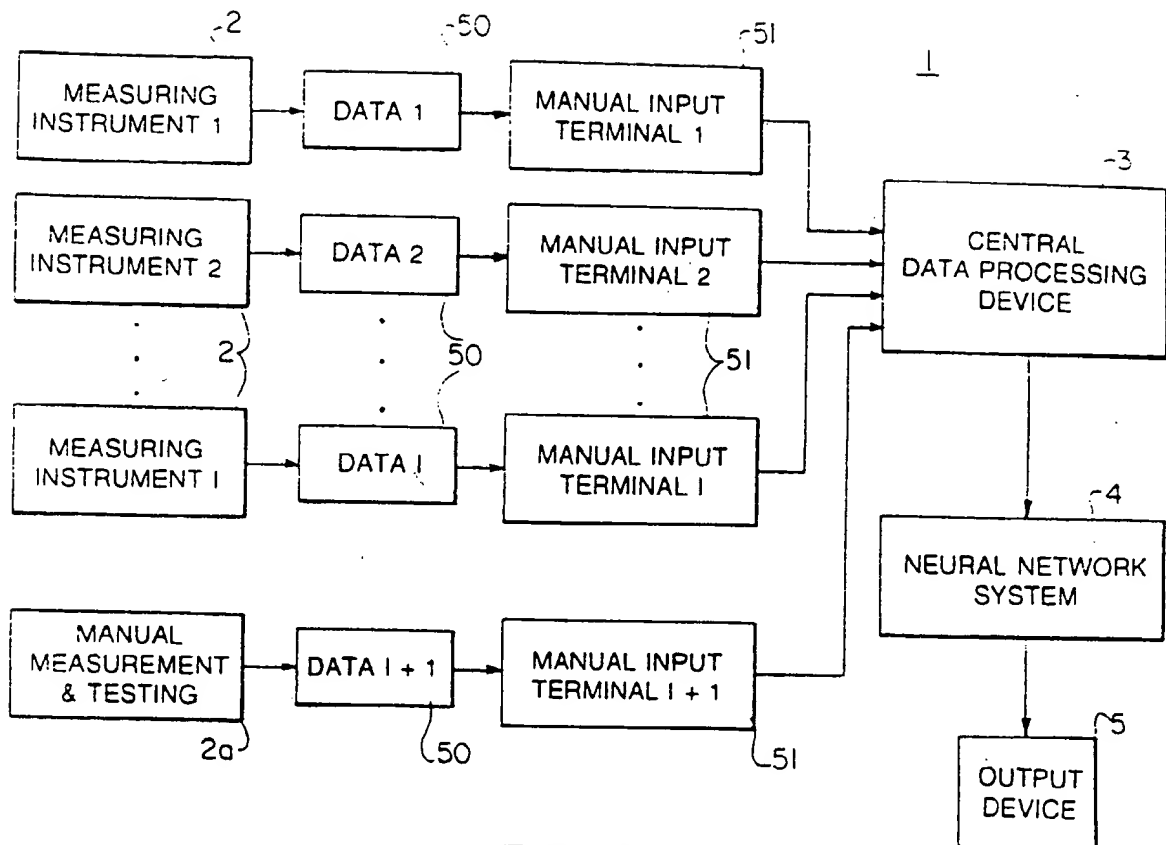 2
50
51
1
MEASURING
INSTRUMENT 1
DATA 1
MANUAL INPUT
TERMINAL 1
3
MEASURING
INSTRUMENT 2
DATA 2
MANUAL INPUT
TERMINAL 2
CENTRAL
DATA PROCESSING
DEVICE
2
50
51
MEASURING
INSTRUMENT I
DATA I
MANUAL INPUT
TERMINAL I
4
NEURAL NETWORK
SYSTEM
MANUAL
MEASUREMENT
& TESTING
DATA I + 1
MANUAL INPUT
TERMINAL I + 1
2a
50
51
5
OUTPUT
DEVICE